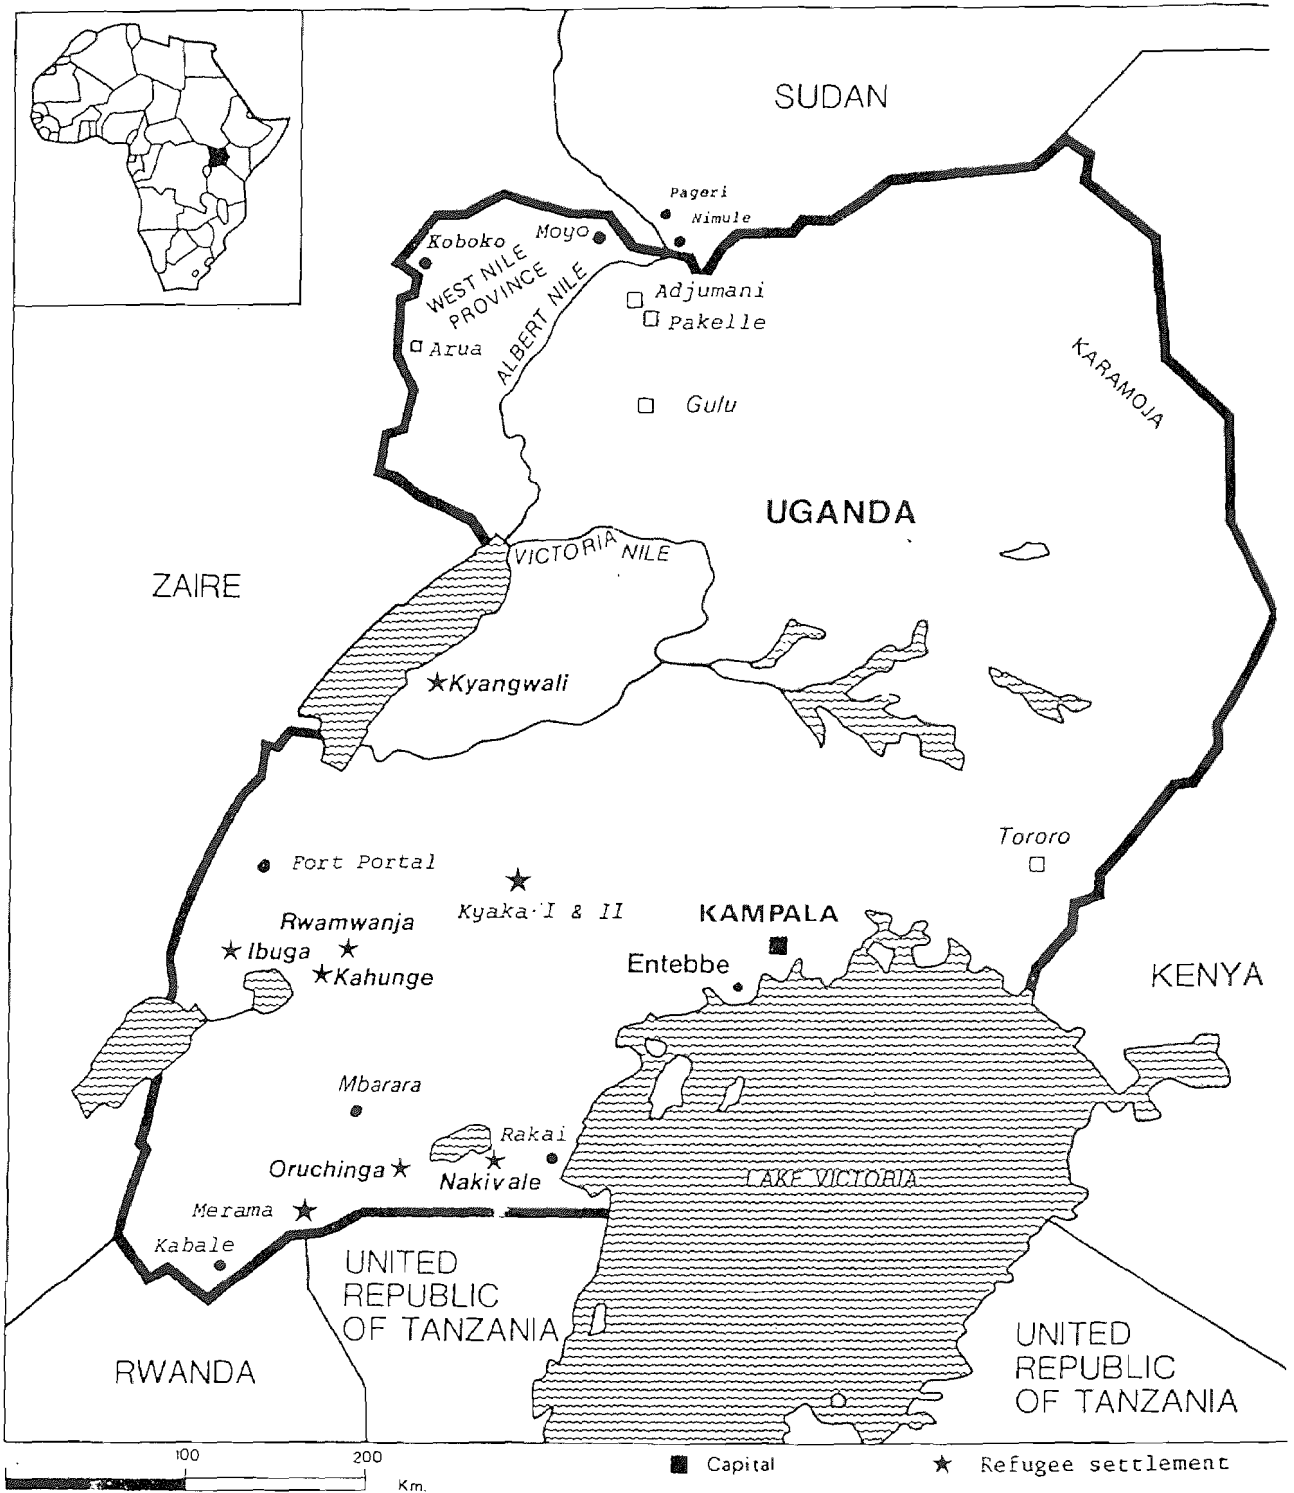 SUDAN
Pageri
Nimule
Koboko
Moyo
WEST NILE
PROVINCE
ALBERT NILE
Adjumani
Pakelle
Arua
Gulu
KARAMOJA
UGANDA
ZAIRE
VICTORIA NILE
Kyangwali
Tororo
Fort Portal
Kyaka I & II
KAMPALA
Rwamwanja
Ibuga
Kahunge
Entebbe
KENYA
Mbarara
Rakai
Oruchinga
Nakivale
LAKE VICTORIA
Merama
Kabale
UNITED
REPUBLIC
OF TANZANIA
RWANDA
UNITED
REPUBLIC
OF TANZANIA
100 200
Km.
Capital
Refugee settlement